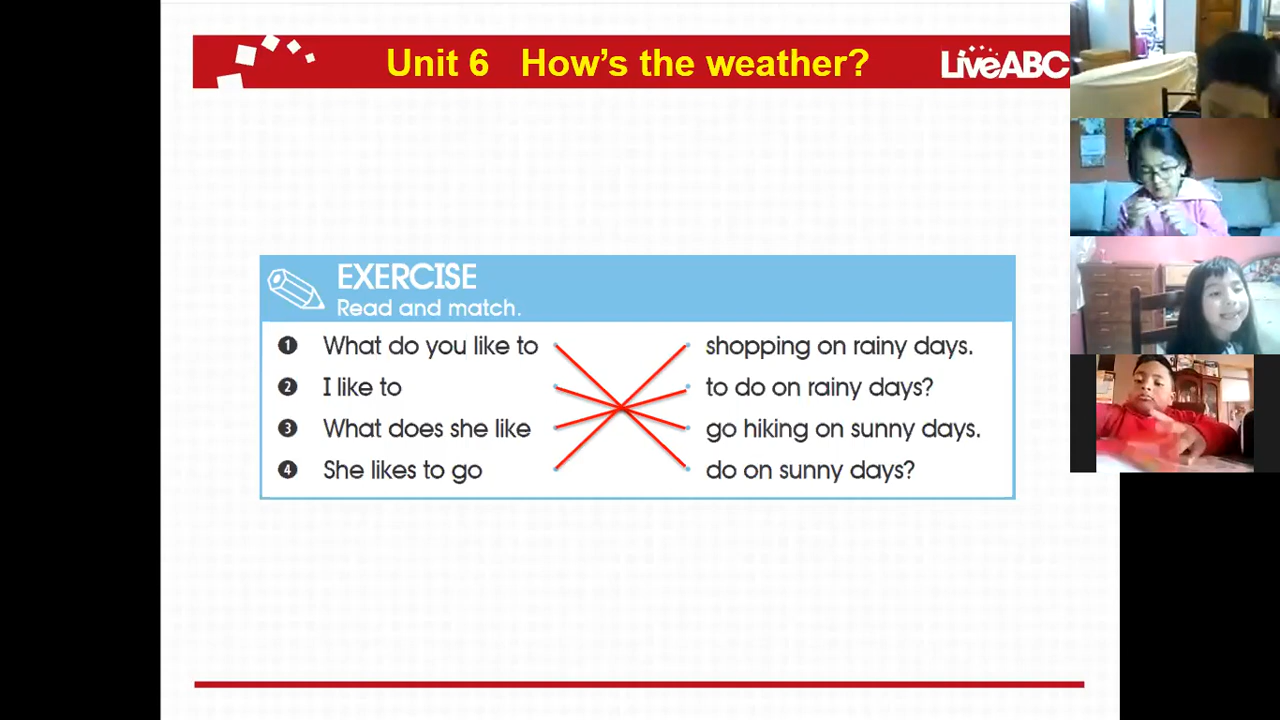 Unit 6 How's the weather?
LiveABC
EXERCISE
Read and match.
1 What do you like to
shopping on rainy days.
2 I like to
to do on rainy days?
3 What does she like
go hiking on sunny days.
4 She likes to go
do on sunny days?